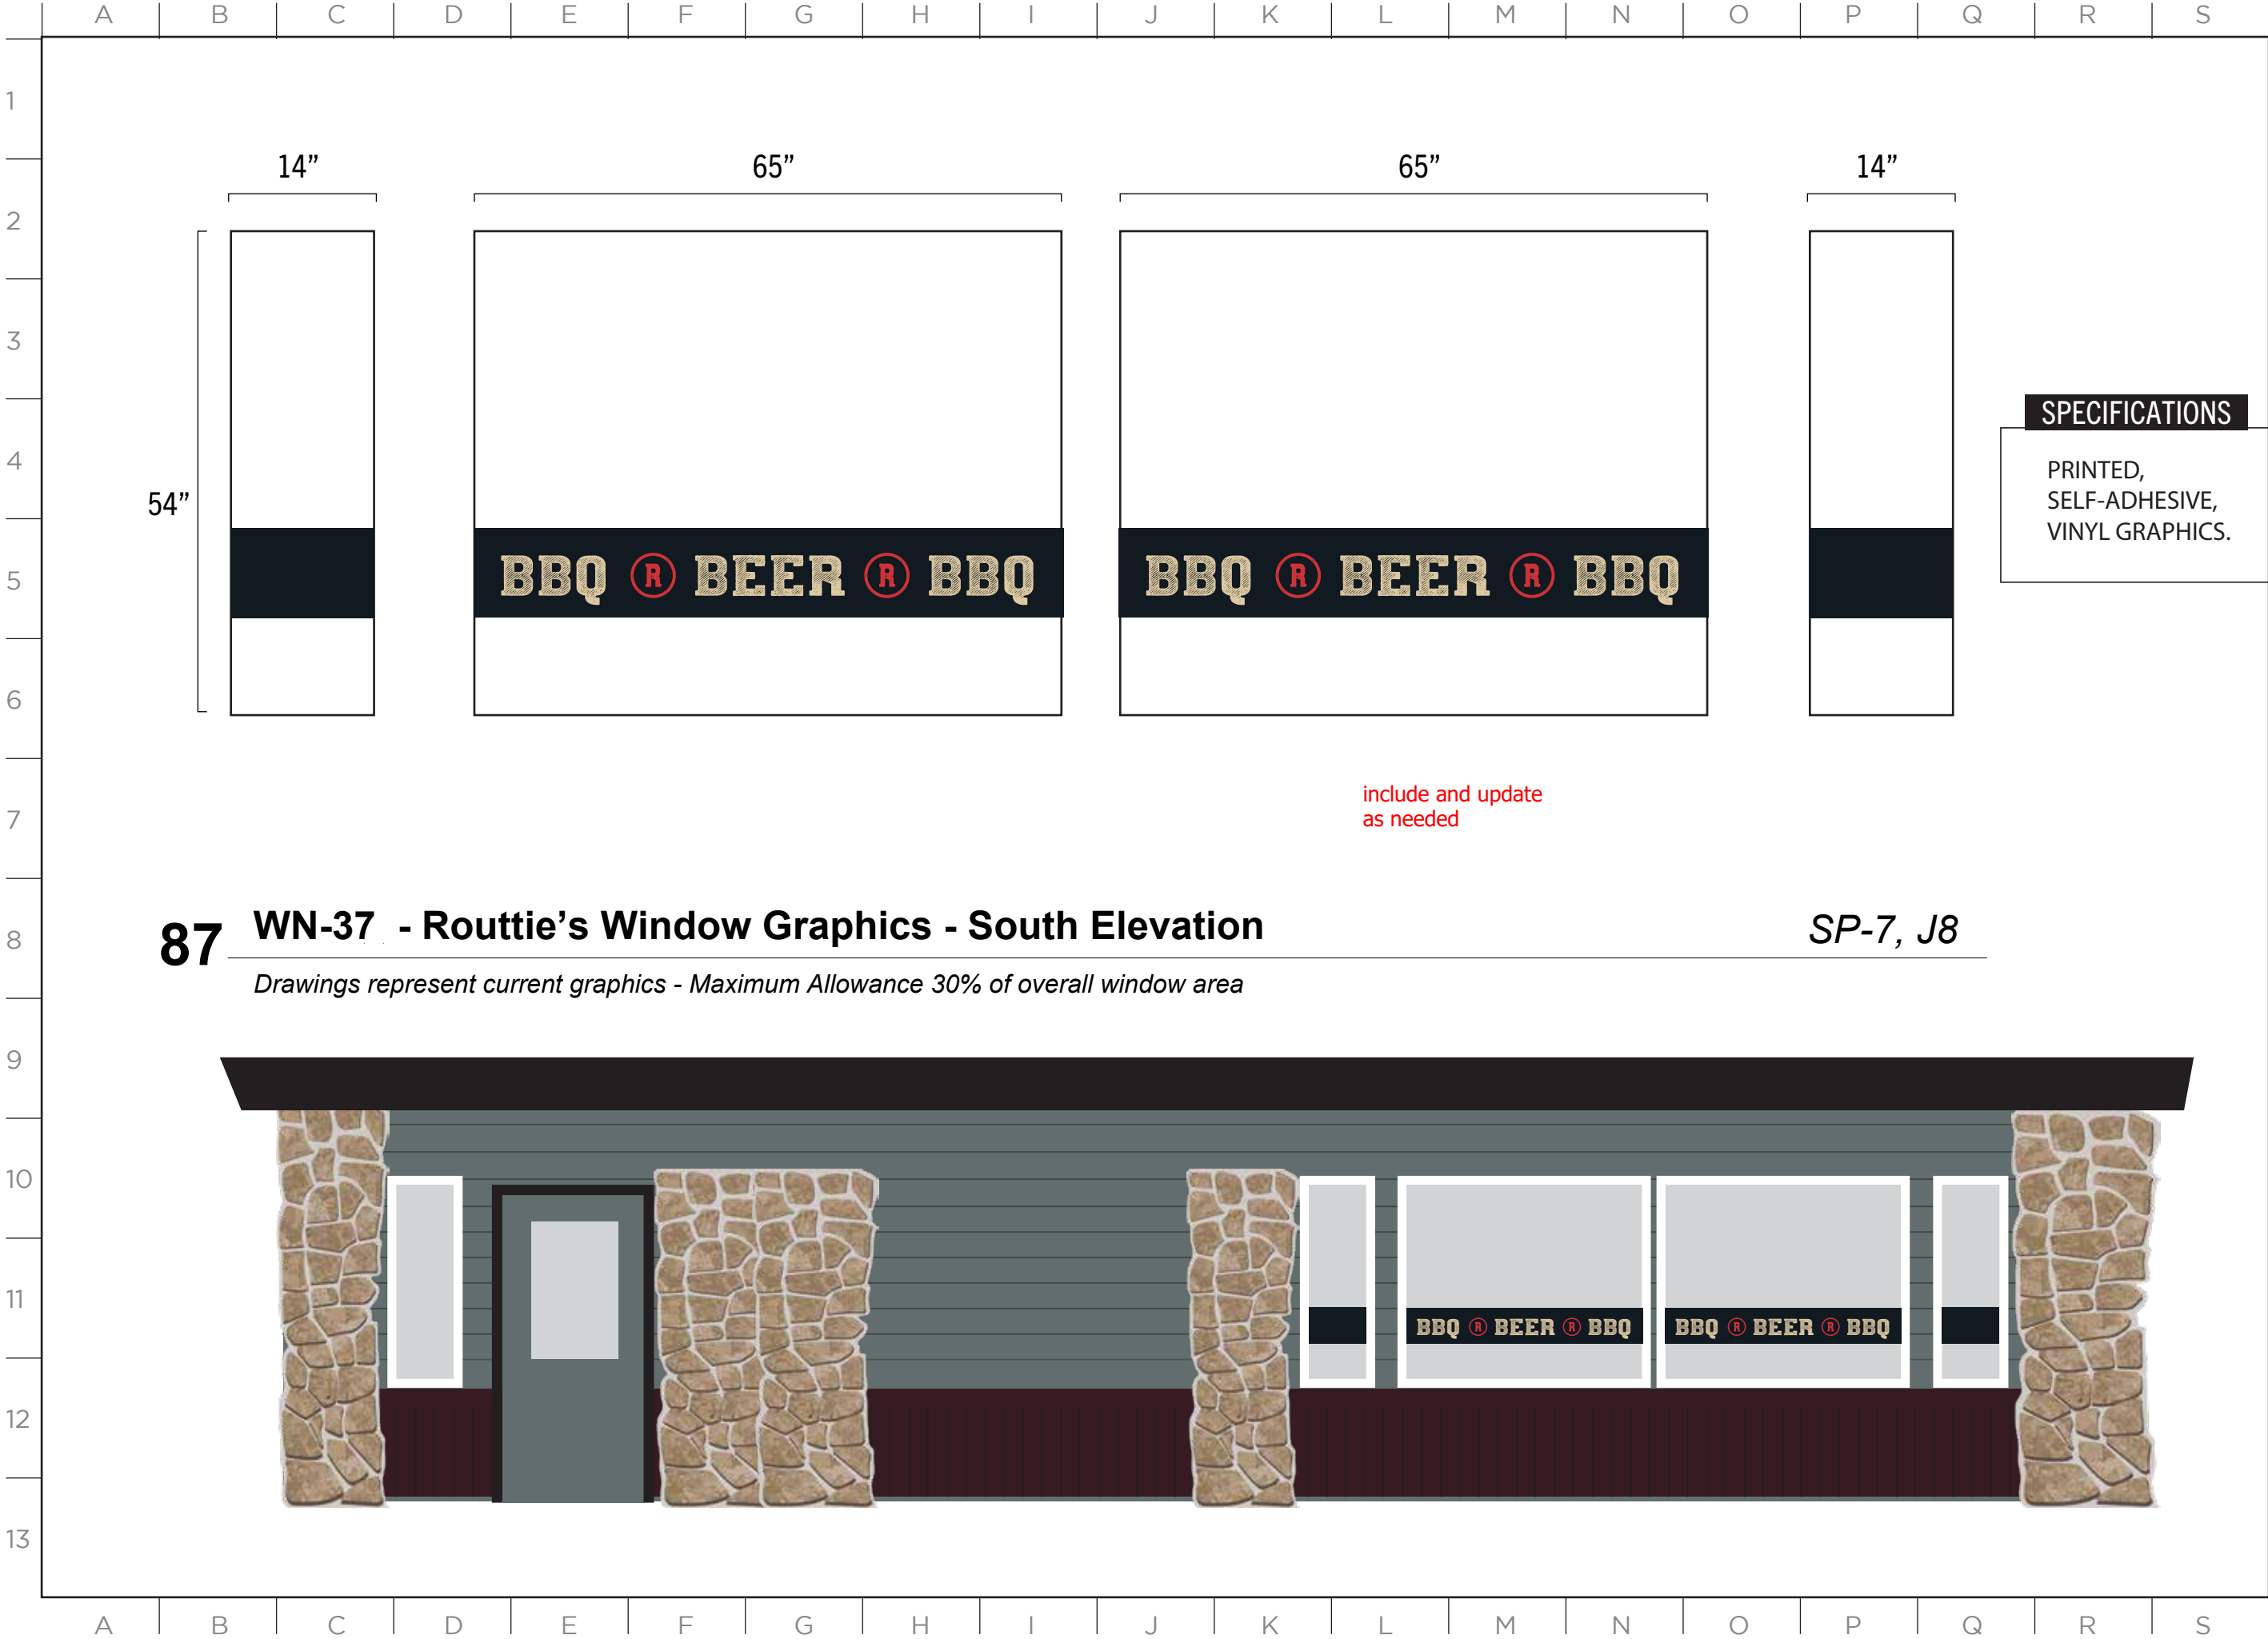 A B C D E F G H I J K L M N O P Q R S
1
14” 65” 65” 14”
2
3
SPECIFICATIONS
4
PRINTED,
54”
SELF-ADHESIVE,
VINYL GRAPHICS.
5
BBQ R BEER R BBQ
BBQ R BEER R BBQ
6
include and update
as needed
7
87 WN-37 - Routtie’s Window Graphics - South Elevation
SP-7, J8
8
Drawings represent current graphics - Maximum Allowance 30% of overall window area
9
10
11
BBQ R BEER R BBQ
BBQ R BEER R BBQ
12
13
A B C D E F G H I J K L M N O P Q R S